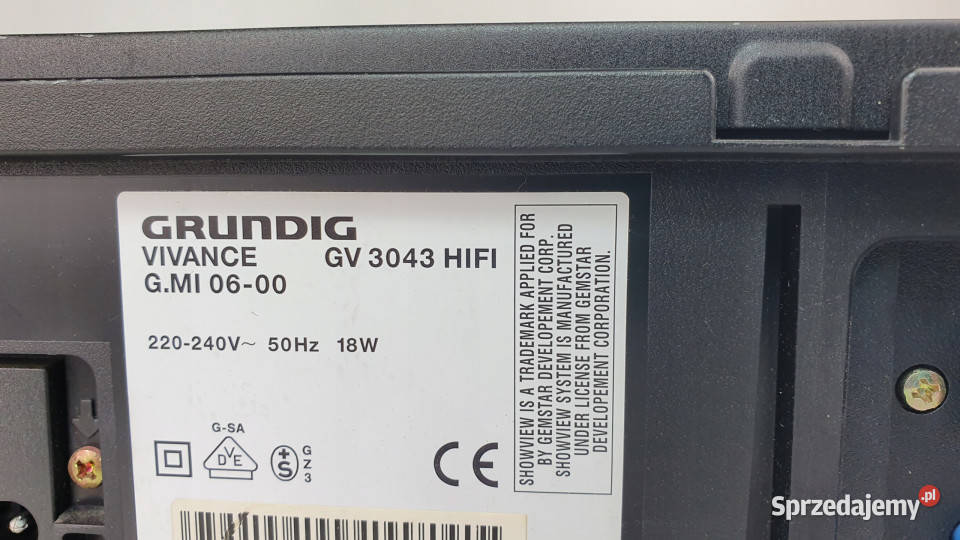 GRUNDIG
VIVANCE GV 3043 HIFI
G.MI 06-00
220-240V~ 50Hz 18W
G-SA
DVE
+S
G
Z
3
CE
SHOWVIEW IS A TRADEMARK APPLIED FOR
BY GEMSTAR DEVELOPEMENT CORP.
SHOWVIEW SYSTEM IS MANUFACTURED
UNDER LICENSE FROM GEMSTAR
DEVELOPEMENT CORPORATION.
Sprzedajemy.pl